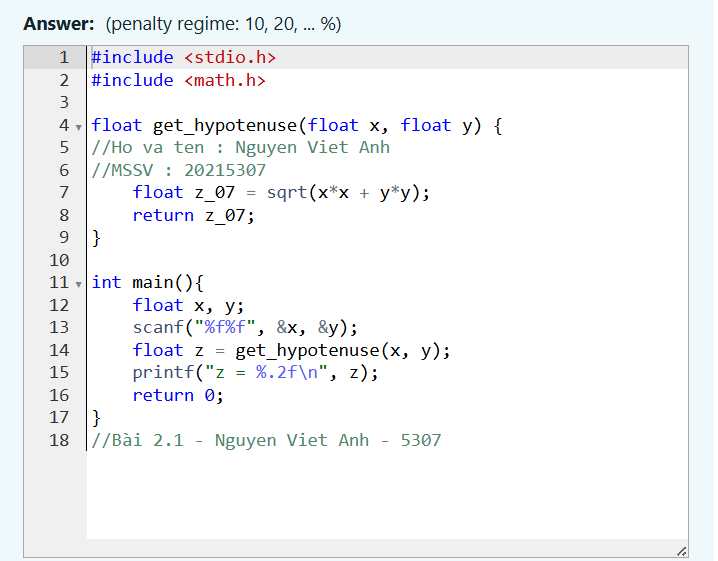 Answer: (penalty regime: 10, 20, ... %)
1 #include <stdio.h>
2 #include <math.h>
3
4 float get_hypotenuse(float x, float y) {
5 //Ho va ten : Nguyen Viet Anh
6 //MSSV : 20215307
7     float z_07 = sqrt(x*x + y*y);
8     return z_07;
9 }
10
11 int main(){
12     float x, y;
13     scanf("%f%f", &x, &y);
14     float z = get_hypotenuse(x, y);
15     printf("z = %.2f\n", z);
16     return 0;
17 }
18 //Bài 2.1 - Nguyen Viet Anh - 5307